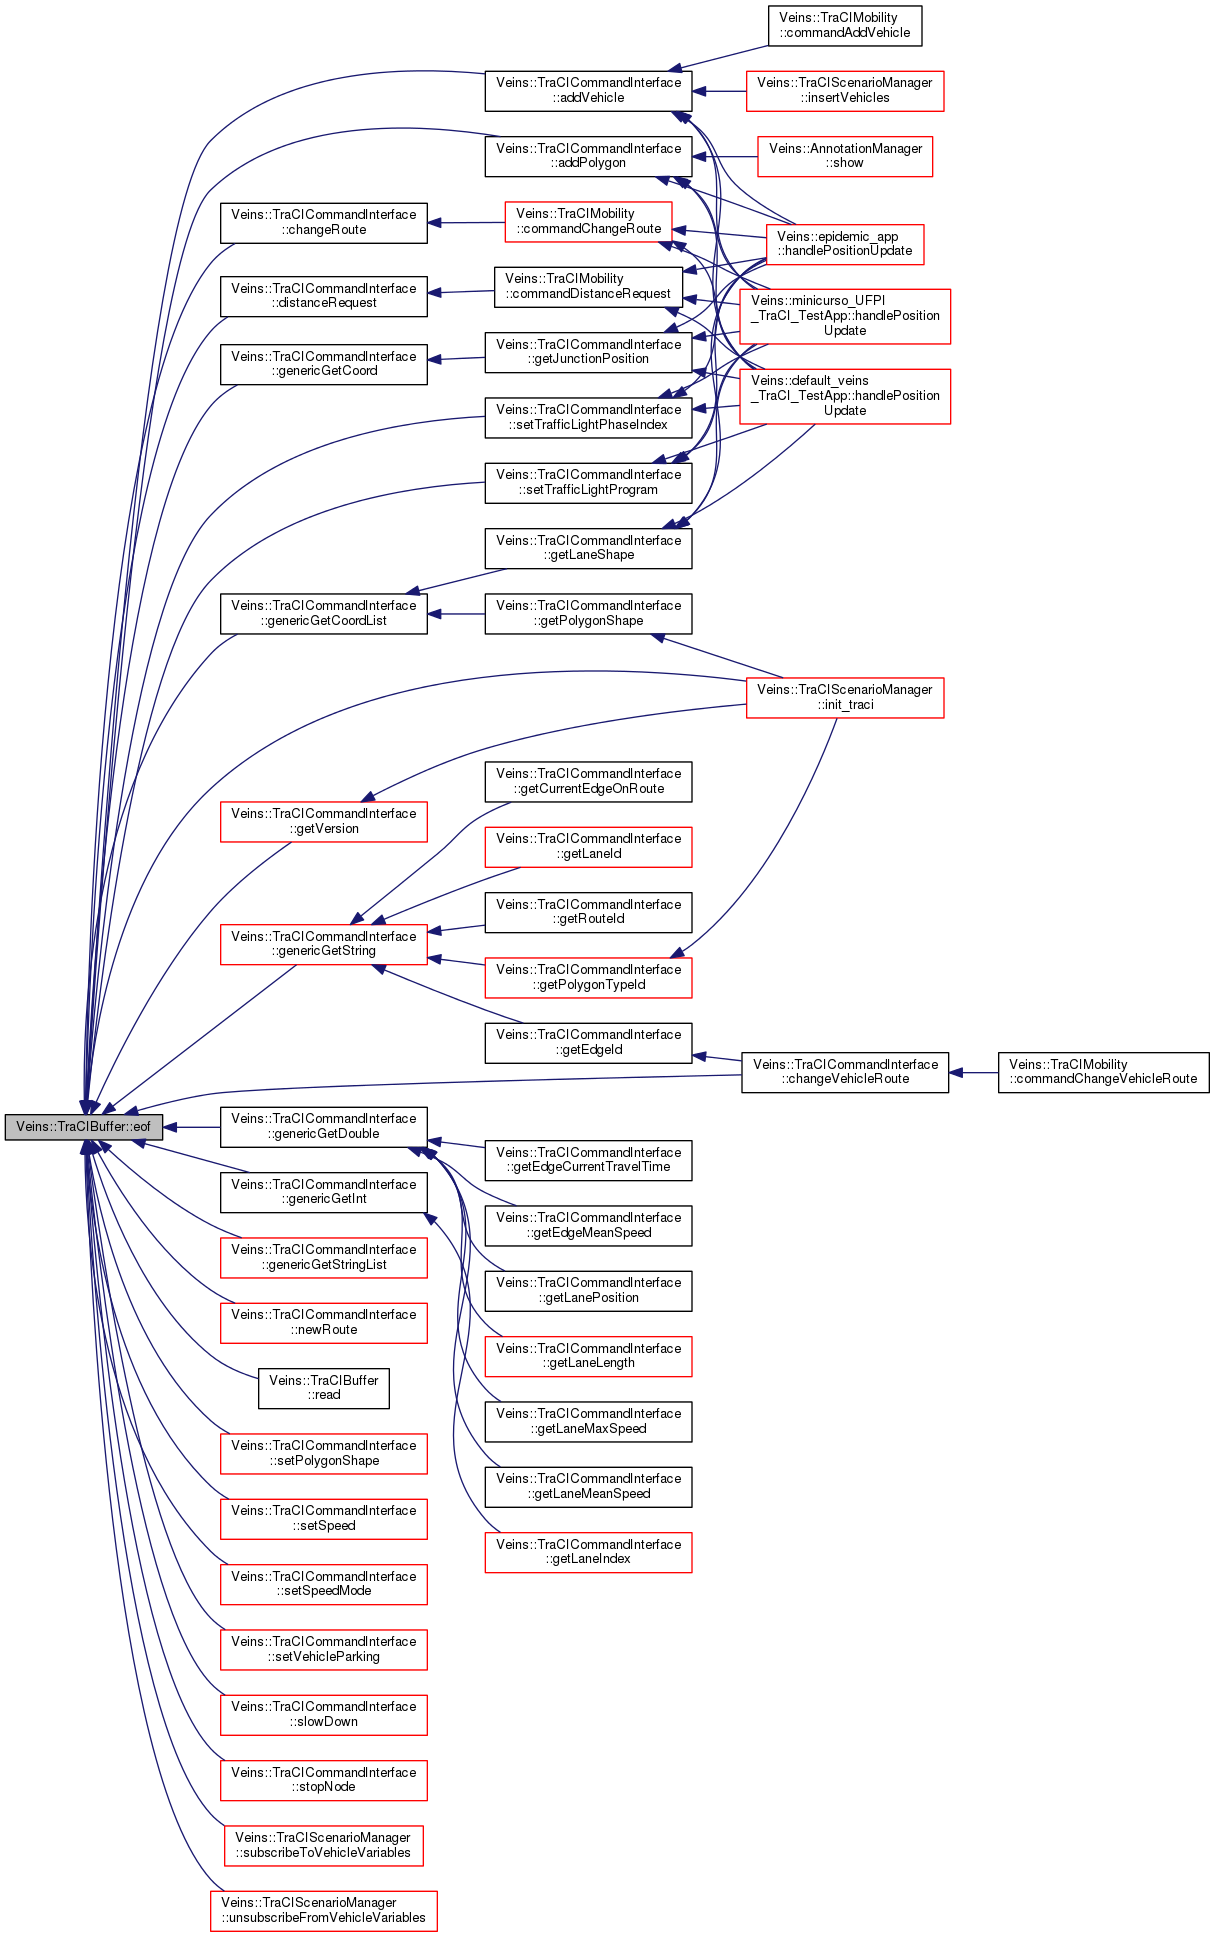 Veins::TraCIMobility
::commandAddVehicle
Veins::TraCICommandInterface
::addVehicle
Veins::TraCIScenarioManager
::insertVehicles
Veins::TraCICommandInterface
::addPolygon
Veins::AnnotationManager
::show
Veins::TraCICommandInterface
::changeRoute
Veins::TraCIMobility
::commandChangeRoute
Veins::epidemic_app
::handlePositionUpdate
Veins::TraCICommandInterface
::distanceRequest
Veins::TraCIMobility
::commandDistanceRequest
Veins::minicurso_UFPI
_TraCI_TestApp::handlePosition
Update
Veins::TraCICommandInterface
::genericGetCoord
Veins::TraCICommandInterface
::getJunctionPosition
Veins::default_veins
_TraCI_TestApp::handlePosition
Update
Veins::TraCICommandInterface
::setTrafficLightPhaseIndex
Veins::TraCICommandInterface
::setTrafficLightProgram
Veins::TraCICommandInterface
::getLaneShape
Veins::TraCICommandInterface
::genericGetCoordList
Veins::TraCICommandInterface
::getPolygonShape
Veins::TraCIScenarioManager
::init_traci
Veins::TraCICommandInterface
::getCurrentEdgeOnRoute
Veins::TraCICommandInterface
::getVersion
Veins::TraCICommandInterface
::getLaneId
Veins::TraCICommandInterface
::getRouteId
Veins::TraCICommandInterface
::genericGetString
Veins::TraCICommandInterface
::getPolygonTypeId
Veins::TraCICommandInterface
::getEdgeId
Veins::TraCICommandInterface
::changeVehicleRoute
Veins::TraCIMobility
::commandChangeVehicleRoute
Veins::TraCIBuffer::eof
Veins::TraCICommandInterface
::genericGetDouble
Veins::TraCICommandInterface
::getEdgeCurrentTravelTime
Veins::TraCICommandInterface
::genericGetInt
Veins::TraCICommandInterface
::getEdgeMeanSpeed
Veins::TraCICommandInterface
::genericGetStringList
Veins::TraCICommandInterface
::getLanePosition
Veins::TraCICommandInterface
::newRoute
Veins::TraCICommandInterface
::getLaneLength
Veins::TraCIBuffer
::read
Veins::TraCICommandInterface
::getLaneMaxSpeed
Veins::TraCICommandInterface
::setPolygonShape
Veins::TraCICommandInterface
::getLaneMeanSpeed
Veins::TraCICommandInterface
::setSpeed
Veins::TraCICommandInterface
::getLaneIndex
Veins::TraCICommandInterface
::setSpeedMode
Veins::TraCICommandInterface
::setVehicleParking
Veins::TraCICommandInterface
::slowDown
Veins::TraCICommandInterface
::stopNode
Veins::TraCIScenarioManager
::subscribeToVehicleVariables
Veins::TraCIScenarioManager
::unsubscribeFromVehicleVariables